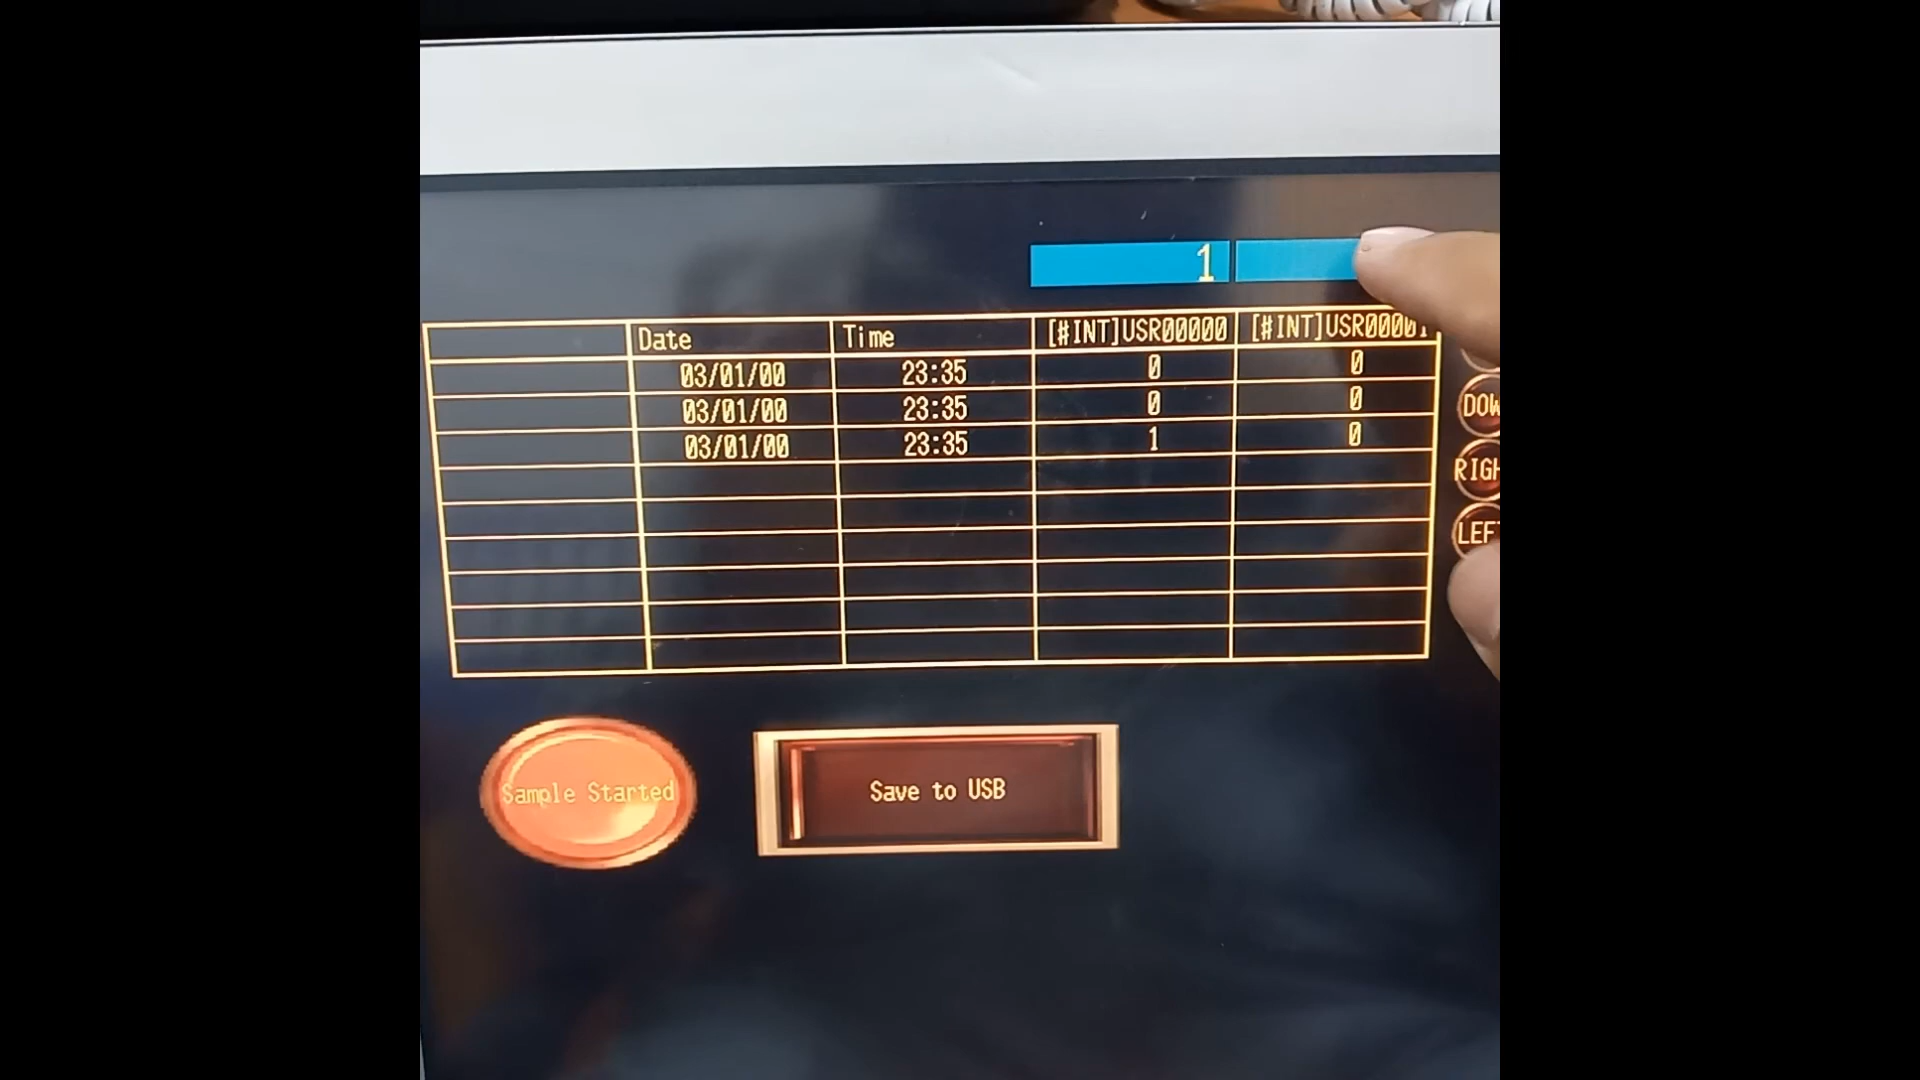 1
Date Time [#INT]USR00000 [#INT]USR00001
03/01/00 23:35 0 0
03/01/00 23:35 0 0
03/01/00 23:35 1 0
DOW
RIGH
LEF
Sample Started
Save to USB